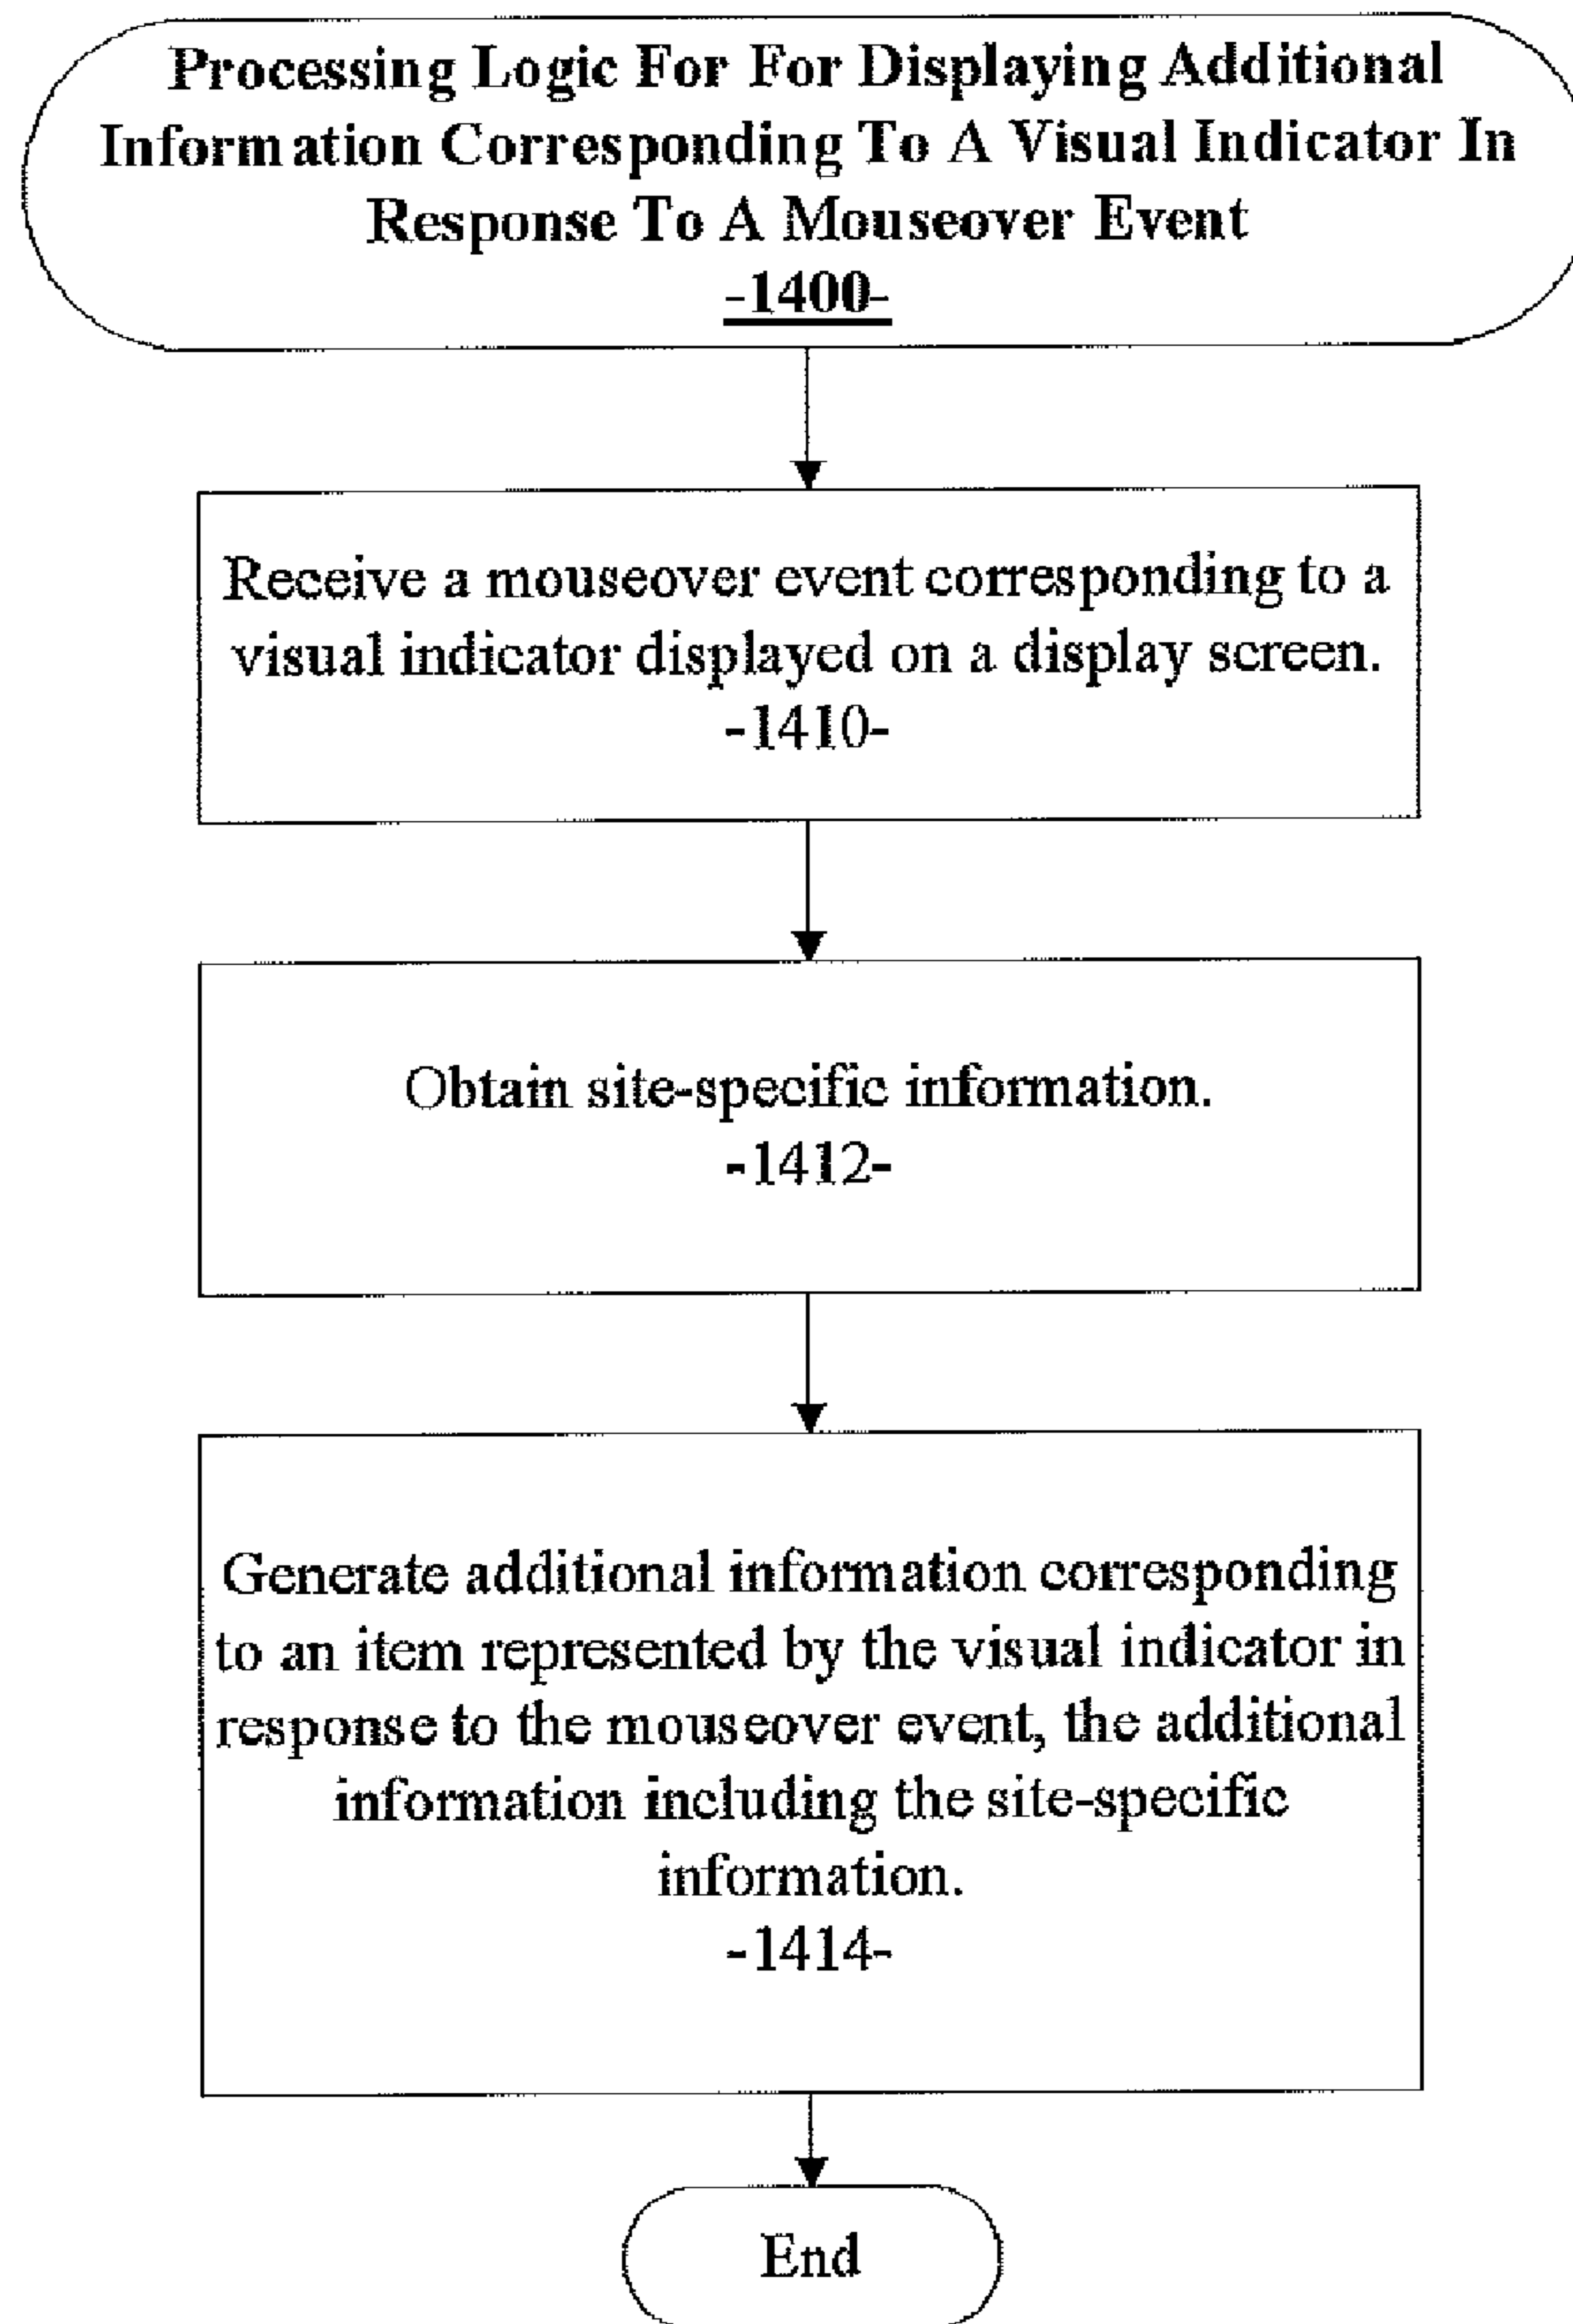 Processing Logic For For Displaying Additional
Information Corresponding To A Visual Indicator In
Response To A Mouseover Event
-1400-
Receive a mouseover event corresponding to a
visual indicator displayed on a display screen.
-1410-
Obtain site-specific information.
-1412-
Generate additional information corresponding
to an item represented by the visual indicator in
response to the mouseover event, the additional
information including the site-specific
information.
-1414-
End